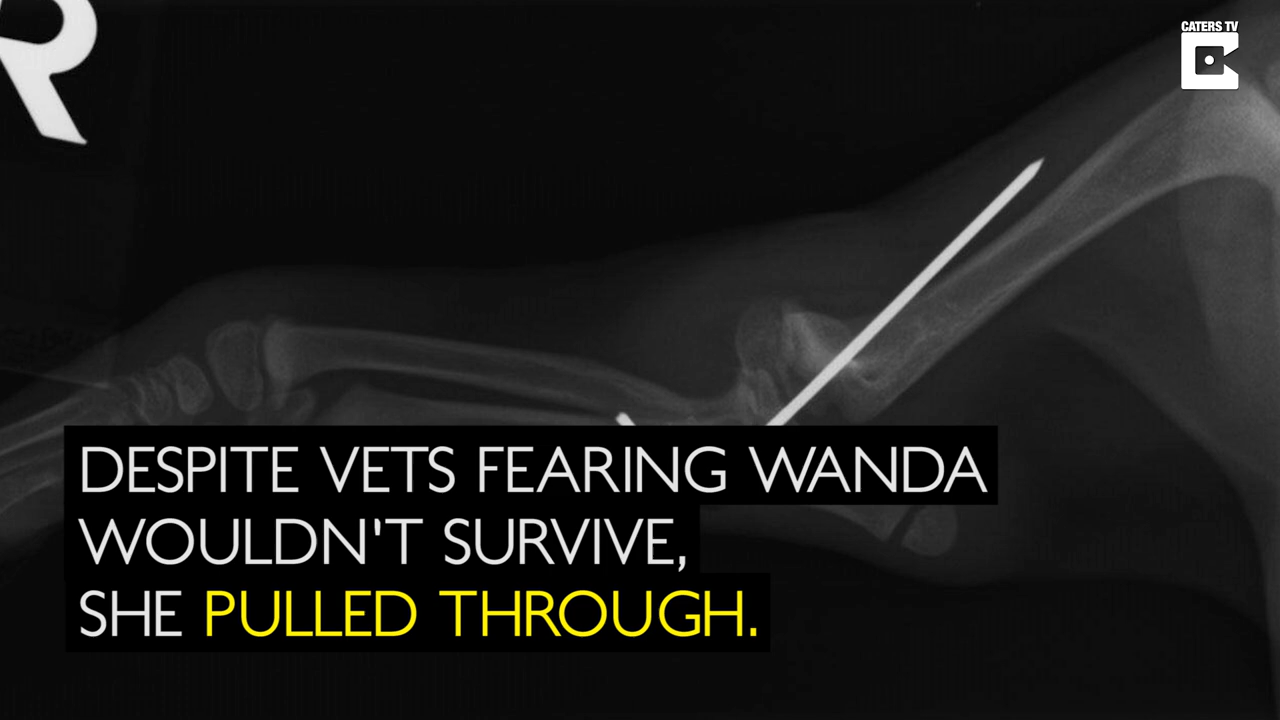 R
CATERS TV
DESPITE VETS FEARING WANDA
WOULDN'T SURVIVE,
SHE PULLED THROUGH.